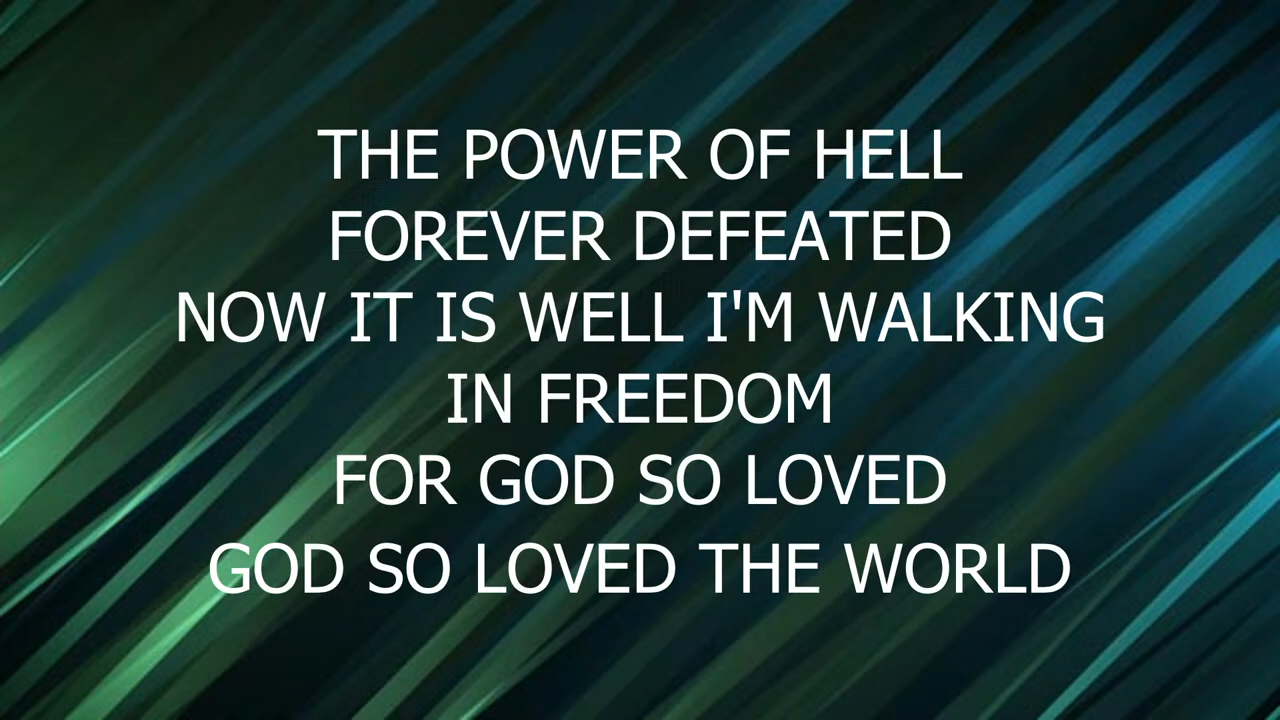 THE POWER OF HELL
FOREVER DEFEATED
NOW IT IS WELL I'M WALKING
IN FREEDOM
FOR GOD SO LOVED
GOD SO LOVED THE WORLD